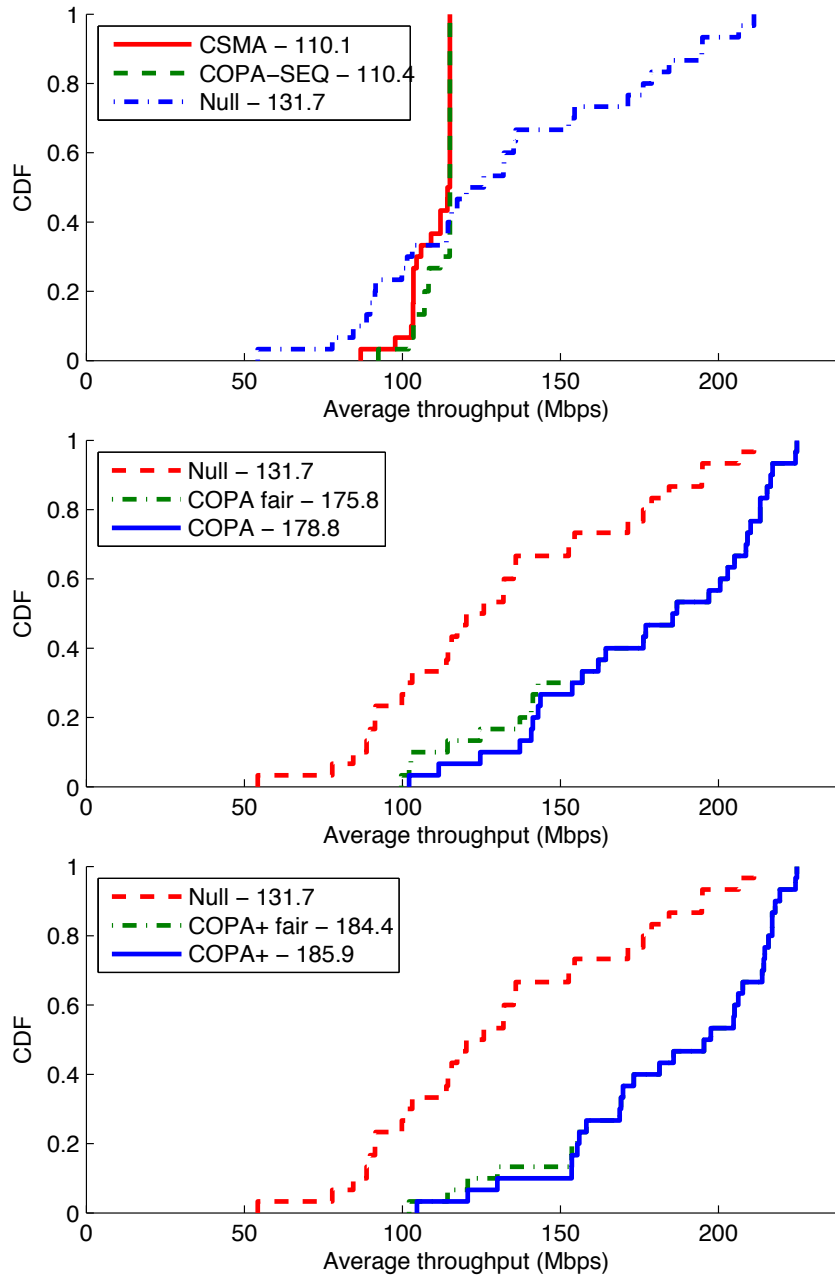 1
CSMA – 110.1
COPA–SEQ – 110.4
0.8
Null – 131.7
0.6
CDF
0.4
0.2
0
0 50 100 150 200
Average throughput (Mbps)
1
Null – 131.7
COPA fair – 175.8
0.8
COPA – 178.8
0.6
CDF
0.4
0.2
0
0 50 100 150 200
Average throughput (Mbps)
1
Null – 131.7
COPA+ fair – 184.4
0.8
COPA+ – 185.9
0.6
CDF
0.4
0.2
0
0 50 100 150 200
Average throughput (Mbps)